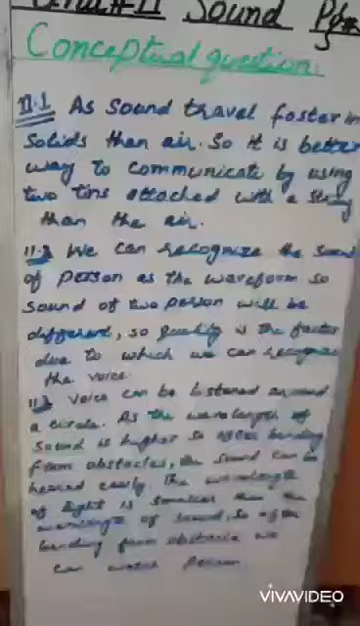 Unit#11 Sound
Conceptual question.
11.1 As Sound travel faster in
Solids than air. So it is better
way to communicate by using
two tins attached with a string
than the air.
11.2 We can recognize the sound
of person as the waveform so
sound of two person will be
different, so quality is the factor
due to which we can recognize
the voice.
11.3 Voice can be listened around
a circle. As the wavelength of
sound is higher so after bending
from obstacles, the sound can be
heared easily. The wavelength
of light is smaller than the
wavelength of sound, so after
bending from obstacle we
can watch person
VIVAVIDEO